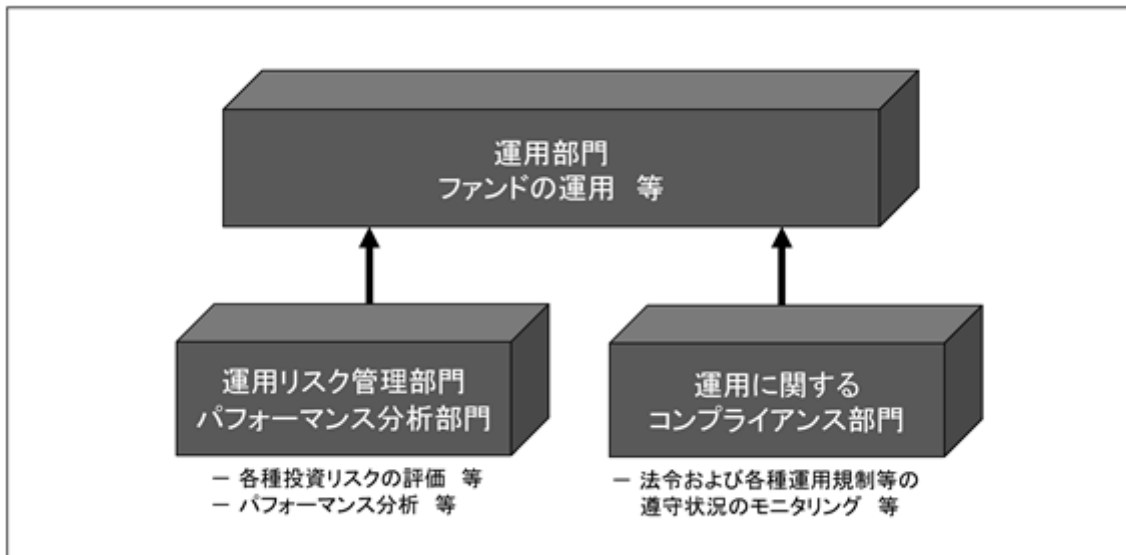 運用部門
ファンドの運用 等
運用リスク管理部門
パフォーマンス分析部門
運用に関する
コンプライアンス部門
－ 各種投資リスクの評価 等
－ パフォーマンス分析 等
－ 法令および各種運用規制等の
遵守状況のモニタリング 等